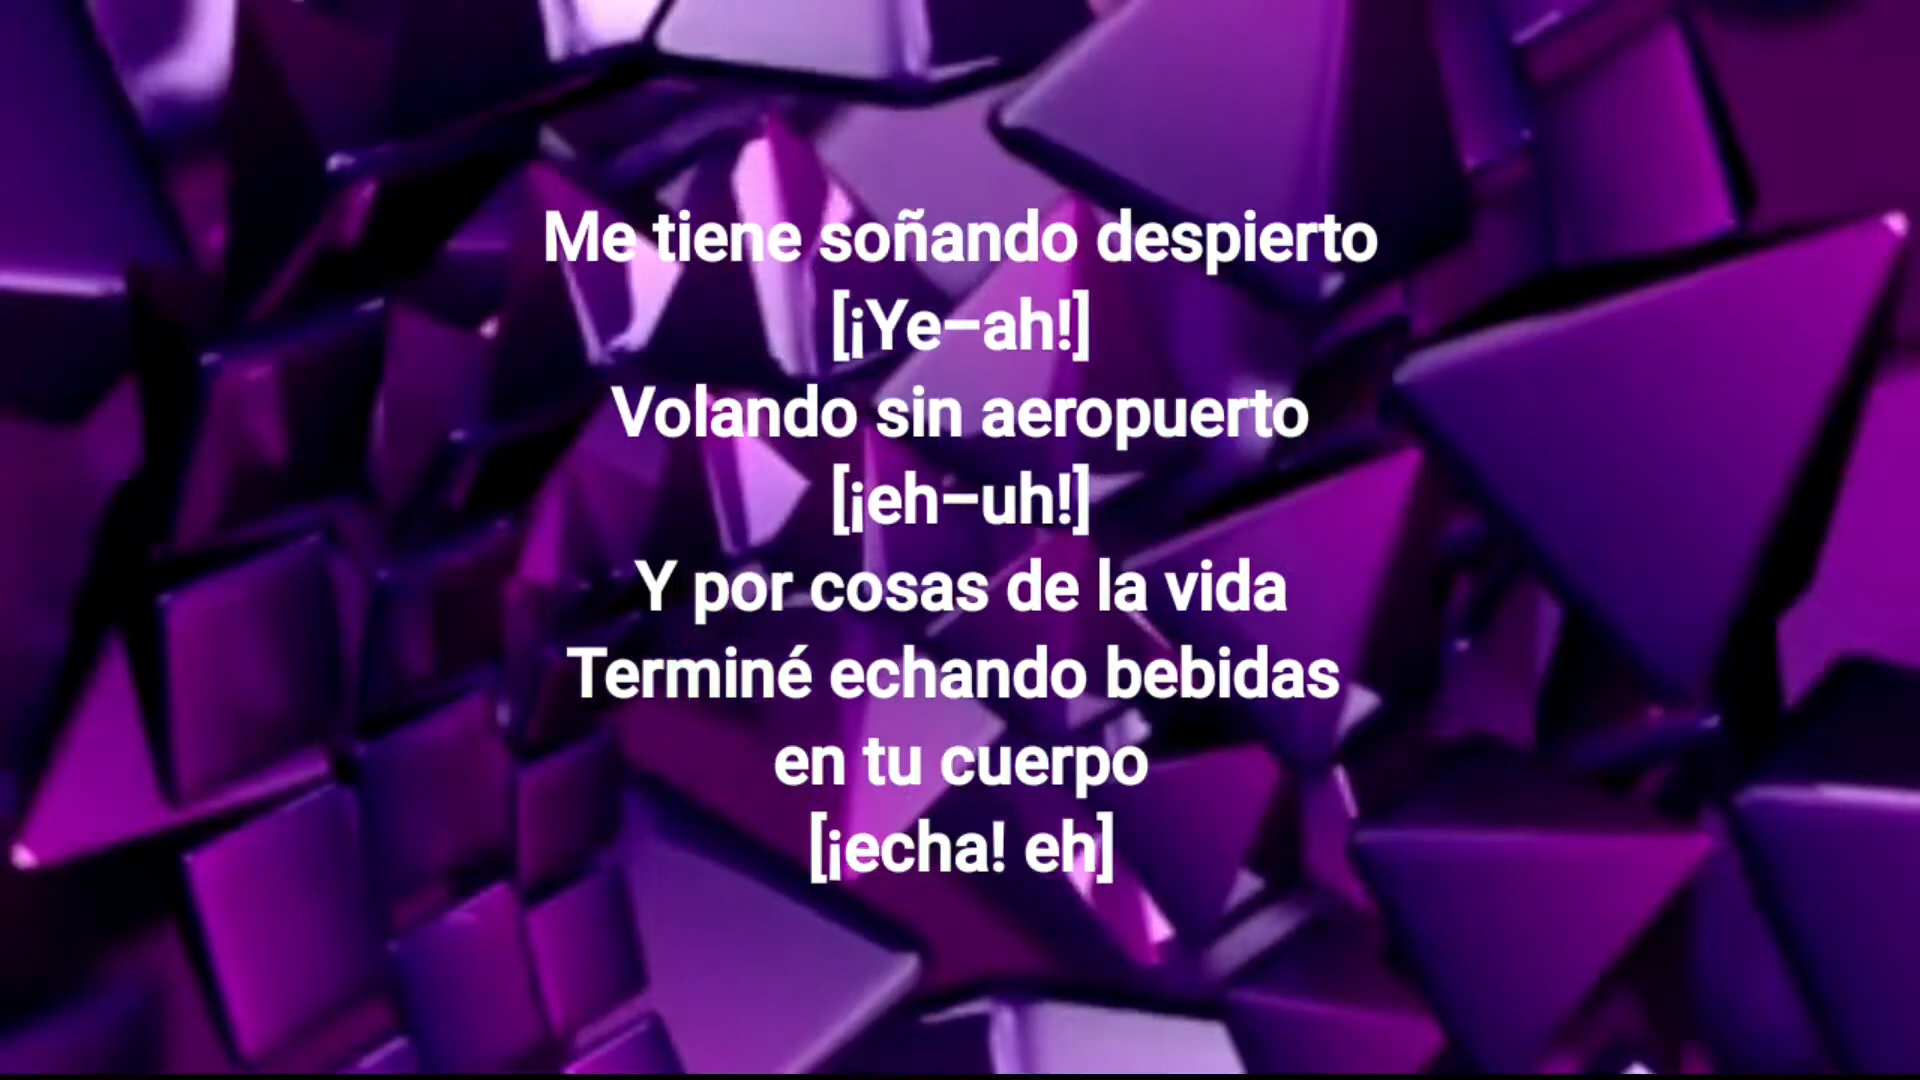 Me tiene soñando despierto
[¡Ye–ah!]
Volando sin aeropuerto
[¡eh–uh!]
Y por cosas de la vida
Terminé echando bebidas
en tu cuerpo
[¡echa! eh]